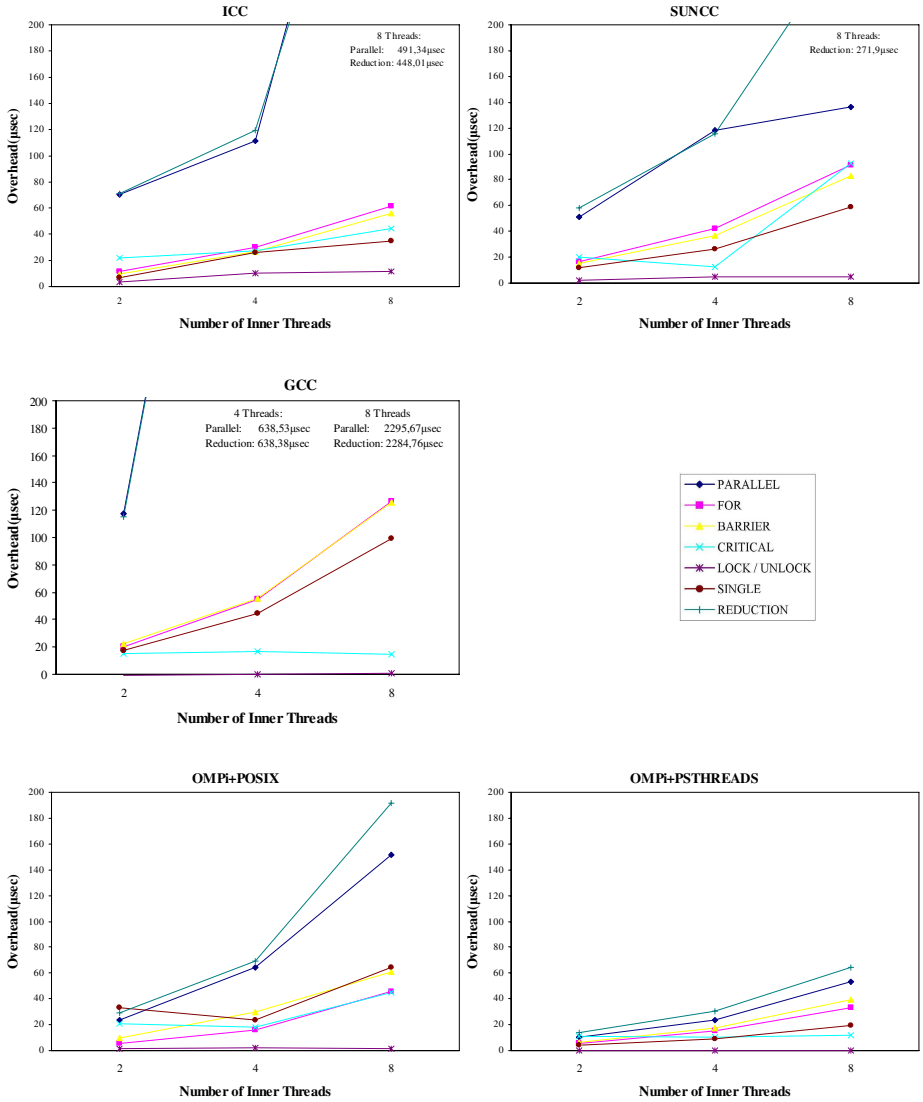 ICC
200
180
160
140
120
100
80
60
40
20
0
Overhead(μsec)
8 Threads:
Parallel: 491,34μsec
Reduction: 448,01μsec
2 4 8
Number of Inner Threads
SUNCC
200
180
160
140
120
100
80
60
40
20
0
Overhead(μsec)
8 Threads:
Reduction: 271,9μsec
2 4 8
Number of Inner Threads
GCC
200
180
160
140
120
100
80
60
40
20
0
Overhead(μsec)
4 Threads:
Parallel: 638,53μsec
Reduction: 638,38μsec
8 Threads
Parallel: 2295,67μsec
Reduction: 2284,76μsec
2 4 8
Number of Inner Threads
PARALLEL
FOR
BARRIER
CRITICAL
LOCK / UNLOCK
SINGLE
REDUCTION
OMPi+POSIX
200
180
160
140
120
100
80
60
40
20
0
Overhead(μsec)
2 4 8
Number of Inner Threads
OMPi+PSTHREADS
200
180
160
140
120
100
80
60
40
20
0
Overhead(μsec)
2 4 8
Number of Inner Threads